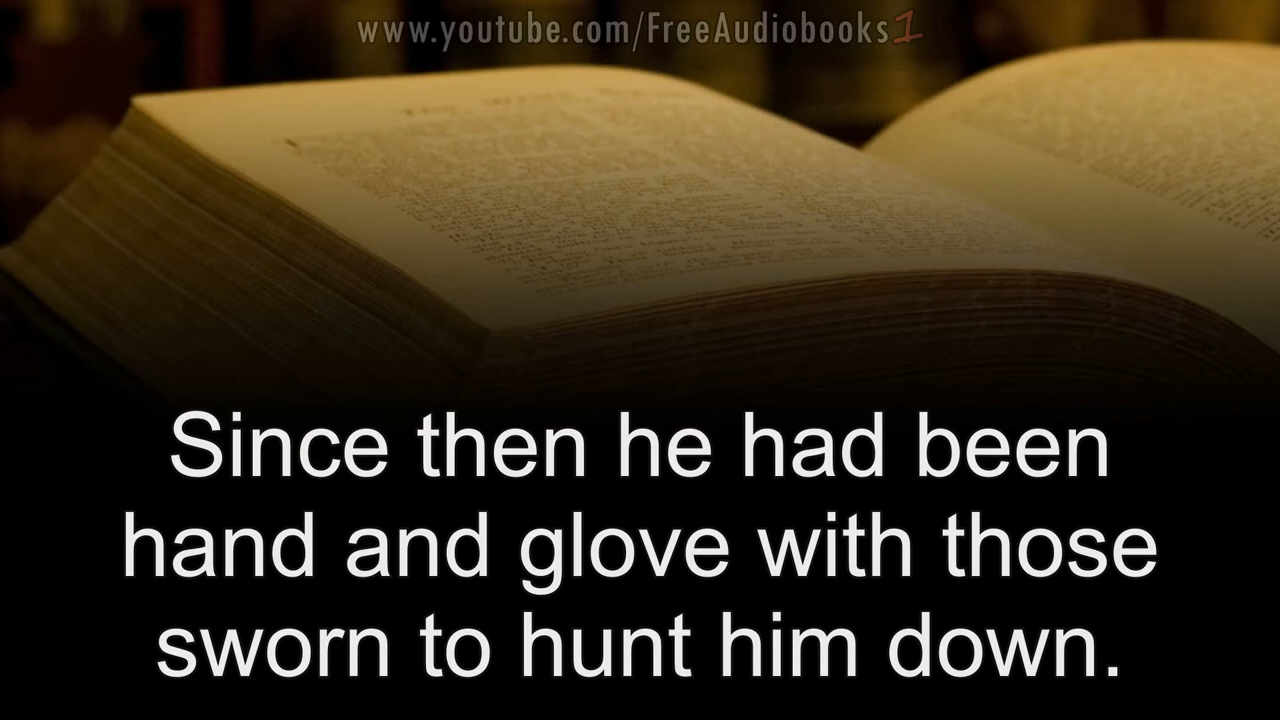 www.youtube.com/FreeAudiobooks1
Since then he had been
hand and glove with those
sworn to hunt him down.